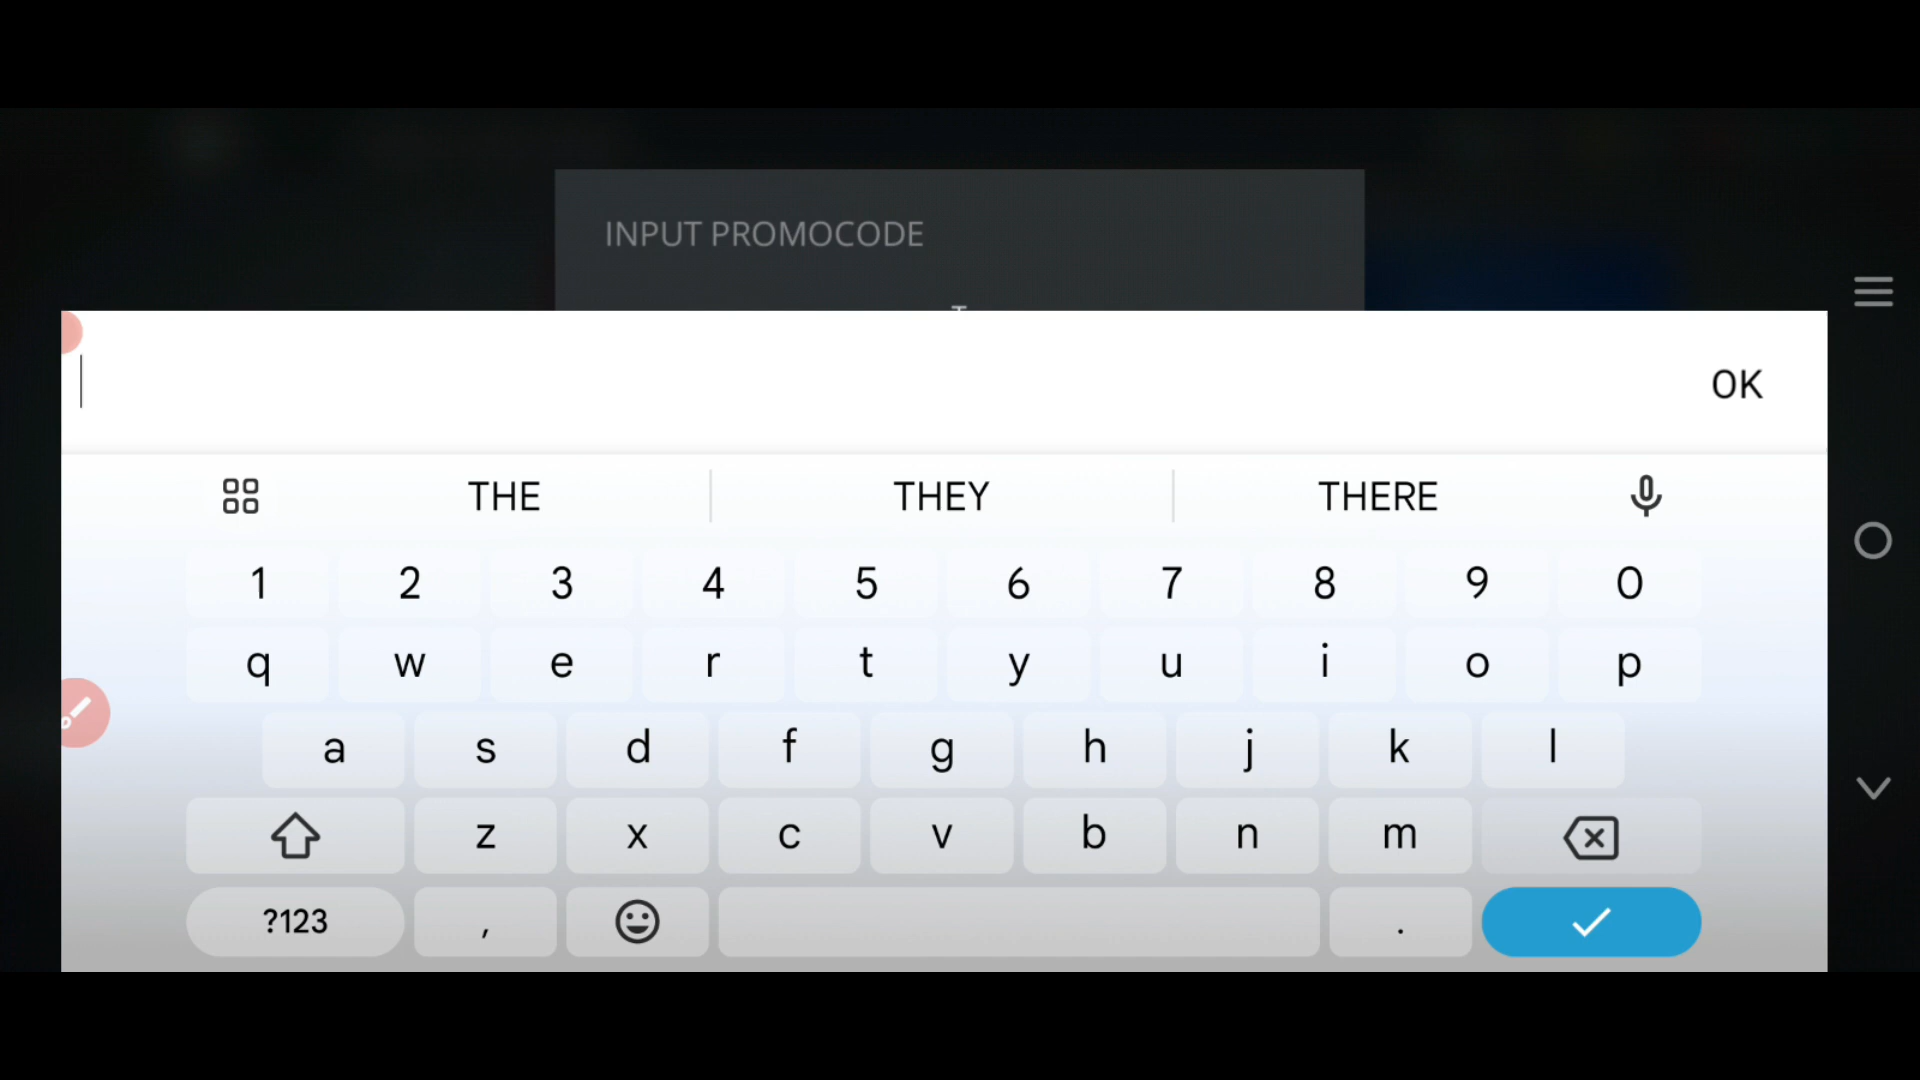 INPUT PROMOCODE
OK
THE THEY THERE
1 2 3 4 5 6 7 8 9 0
q w e r t y u i o p
a s d f g h j k l
z x c v b n m
?123 , .